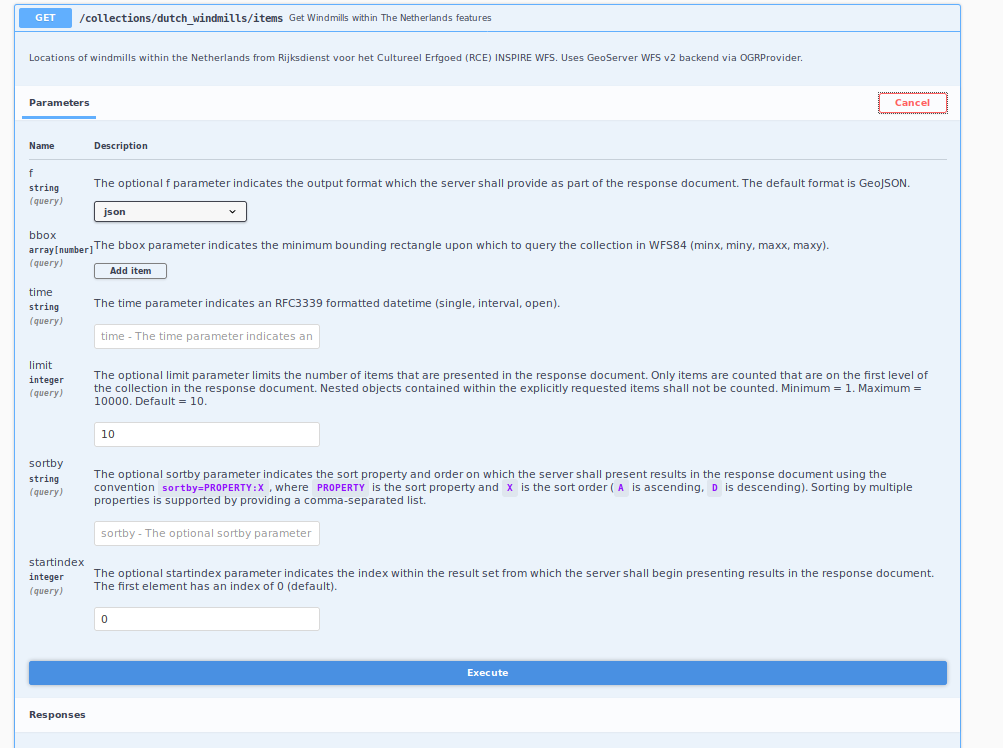 GET /collections/dutch_windmills/items Get Windmills within The Netherlands features
Locations of windmills within the Netherlands from Rijksdienst voor het Cultureel Erfgoed (RCE) INSPIRE WFS. Uses GeoServer WFS v2 backend via OGRProvider.
Parameters
Cancel
Name Description
f
string
(query)
The optional f parameter indicates the output format which the server shall provide as part of the response document. The default format is GeoJSON.
json
bbox
array[number]
(query)
The bbox parameter indicates the minimum bounding rectangle upon which to query the collection in WFS84 (minx, miny, maxx, maxy).
Add item
time
string
(query)
The time parameter indicates an RFC3339 formatted datetime (single, interval, open).
time - The time parameter indicates an
limit
integer
(query)
The optional limit parameter limits the number of items that are presented in the response document. Only items are counted that are on the first level of
the collection in the response document. Nested objects contained within the explicitly requested items shall not be counted. Minimum = 1. Maximum =
10000. Default = 10.
10
sortby
string
(query)
The optional sortby parameter indicates the sort property and order on which the server shall present results in the response document using the
convention sortby=PROPERTY:X , where PROPERTY is the sort property and X is the sort order ( A is ascending, D is descending). Sorting by multiple
properties is supported by providing a comma-separated list.
sortby - The optional sortby parameter
startindex
integer
(query)
The optional startindex parameter indicates the index within the result set from which the server shall begin presenting results in the response document.
The first element has an index of 0 (default).
0
Execute
Responses